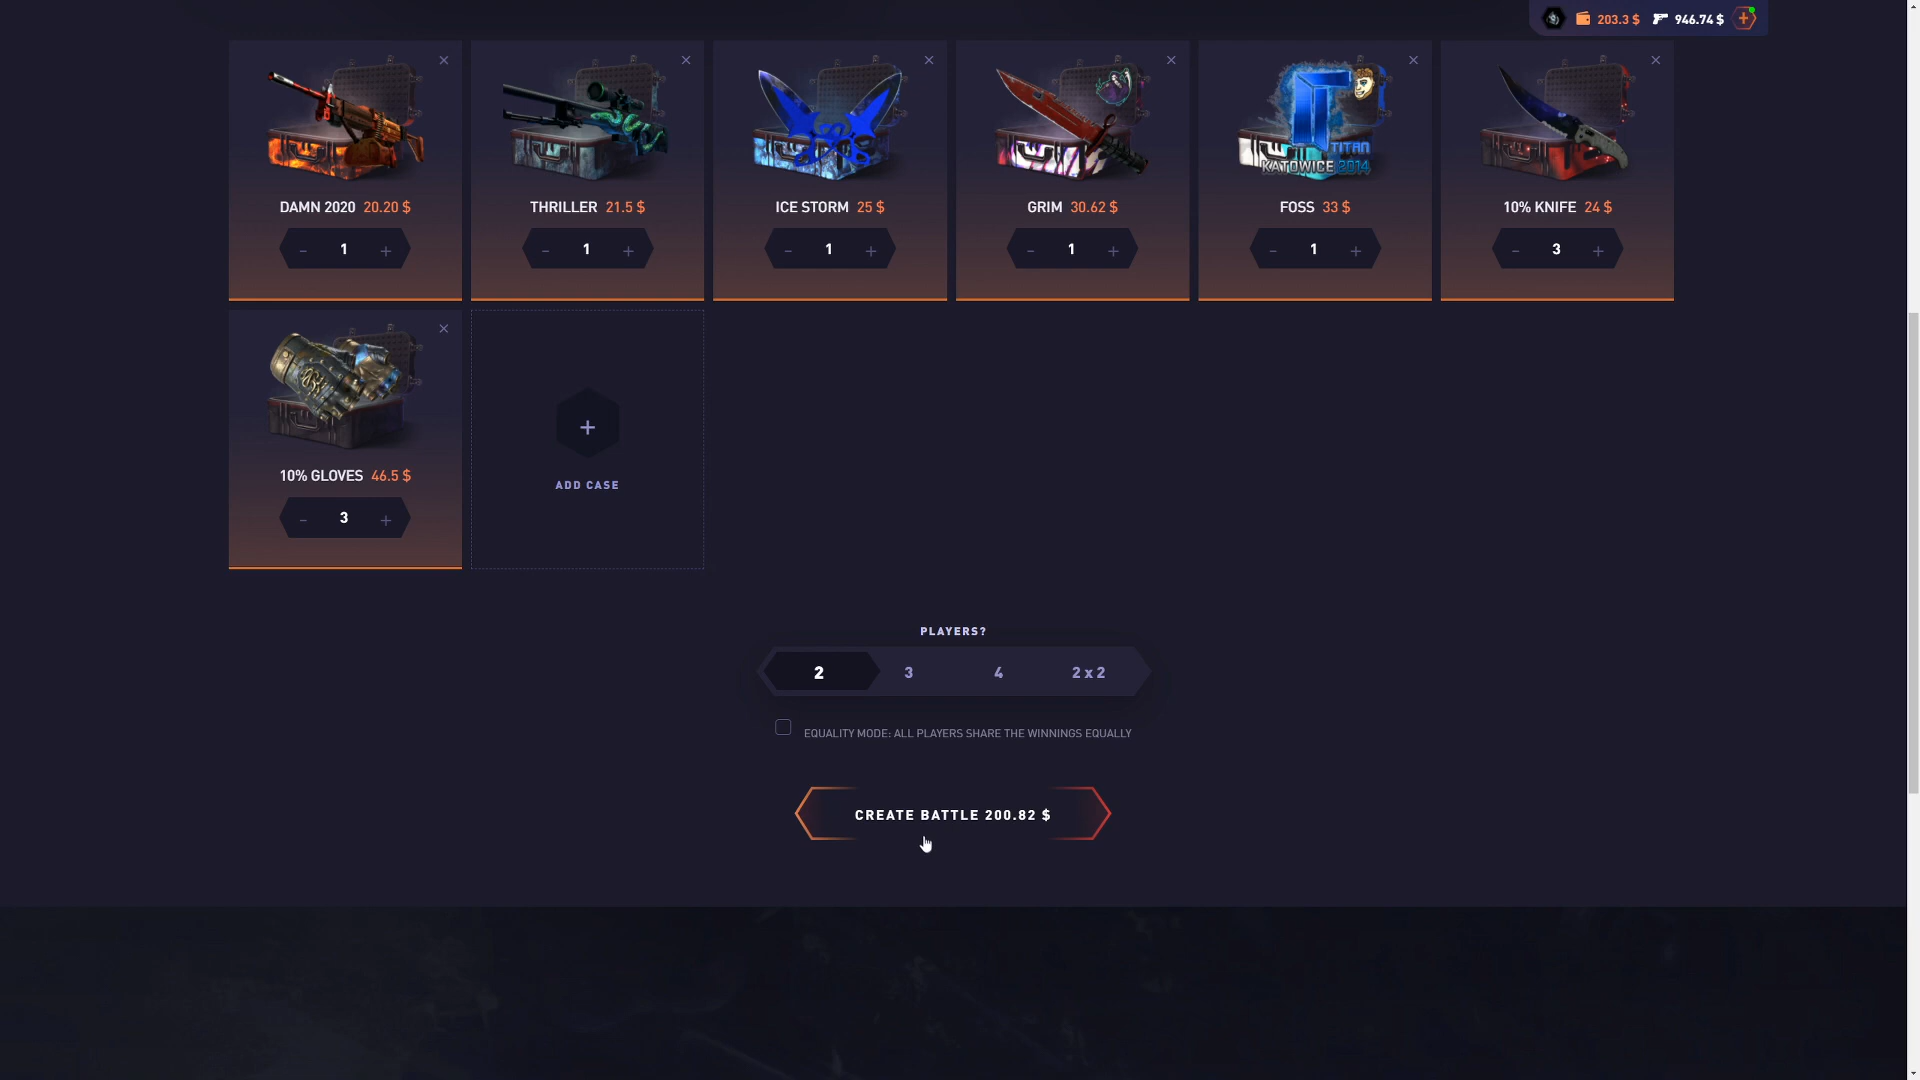 203.3 $ 946.74 $ +
TITAN
KATOWICE 2014
DAMN 2020 20.20 $
THRILLER 21.5 $
ICE STORM 25 $
GRIM 30.62 $
FOSS 33 $
10% KNIFE 24 $
- 1 +
- 1 +
- 1 +
- 1 +
- 1 +
- 3 +
10% GLOVES 46.5 $
- 3 +
+
ADD CASE
PLAYERS?
2 3 4 2 x 2
EQUALITY MODE: ALL PLAYERS SHARE THE WINNINGS EQUALLY
CREATE BATTLE 200.82 $